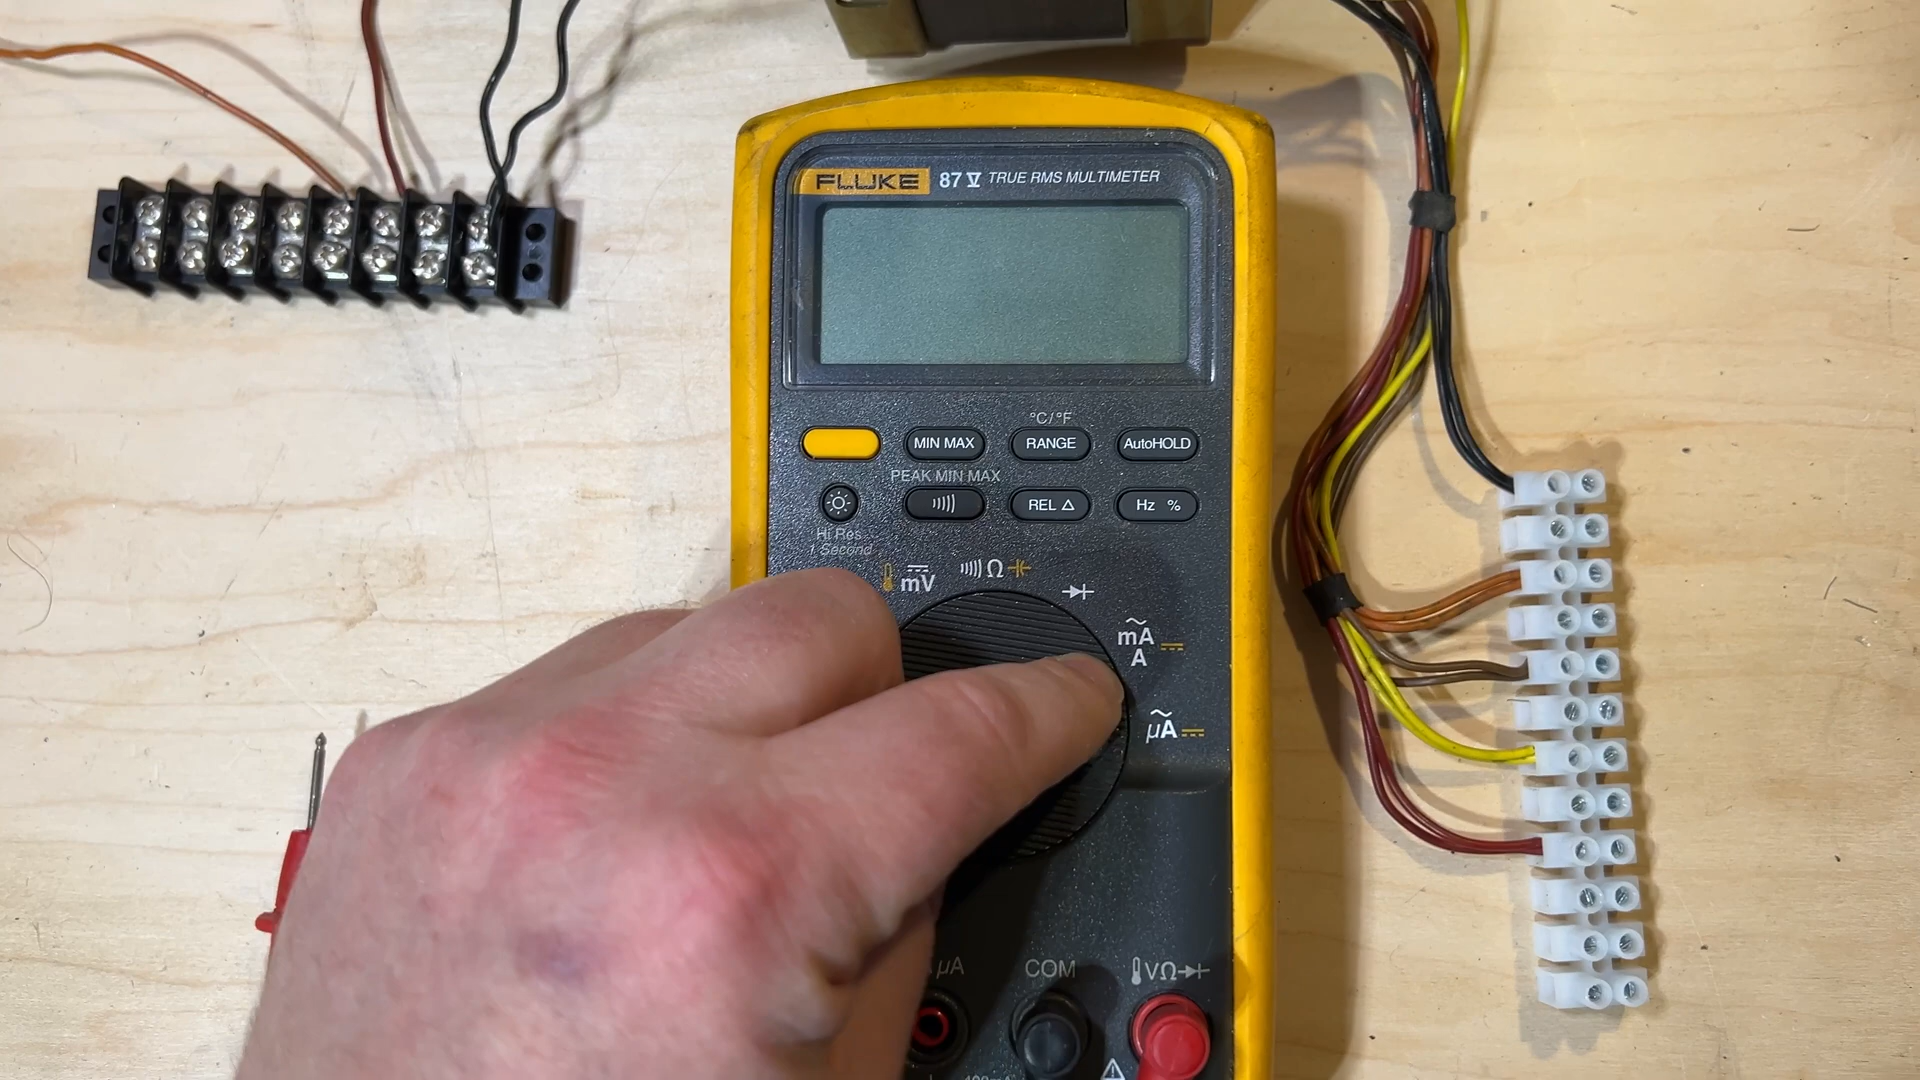 FLUKE 87 V TRUE RMS MULTIMETER
°C/°F
MIN MAX RANGE AutoHOLD
PEAK MIN MAX
REL Δ Hz %
Hi Res
1 Second
mV Ω
mA
A
µA
µA COM VΩ